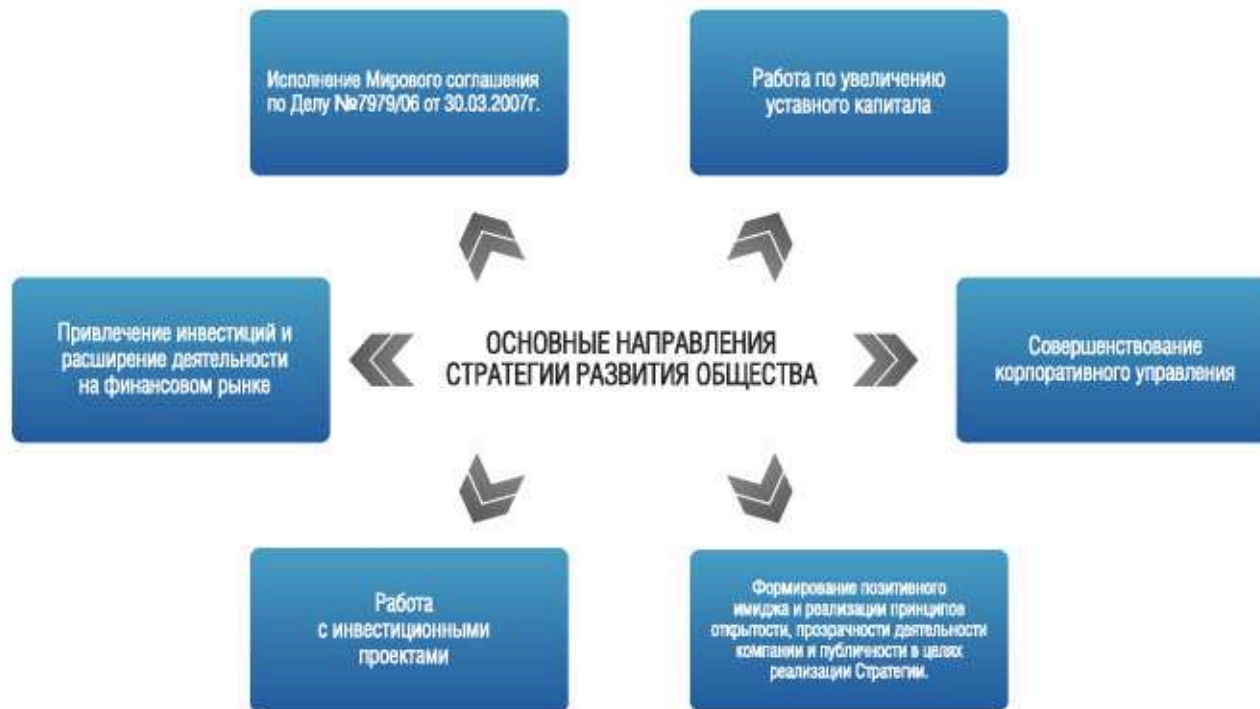 Исполнение Мирового соглашения
по Делу №7979/06 от 30.03.2007г.
Работа по увеличению
уставного капитала
Привлечение инвестиций и
расширение деятельности
на финансовом рынке
ОСНОВНЫЕ НАПРАВЛЕНИЯ
СТРАТЕГИИ РАЗВИТИЯ ОБЩЕСТВА
Совершенствование
корпоративного управления
Работа
с инвестиционными
проектами
Формирование позитивного
имиджа и реализации принципов
открытости, прозрачности деятельности
компании и публичности в целях
реализации Стратегии.